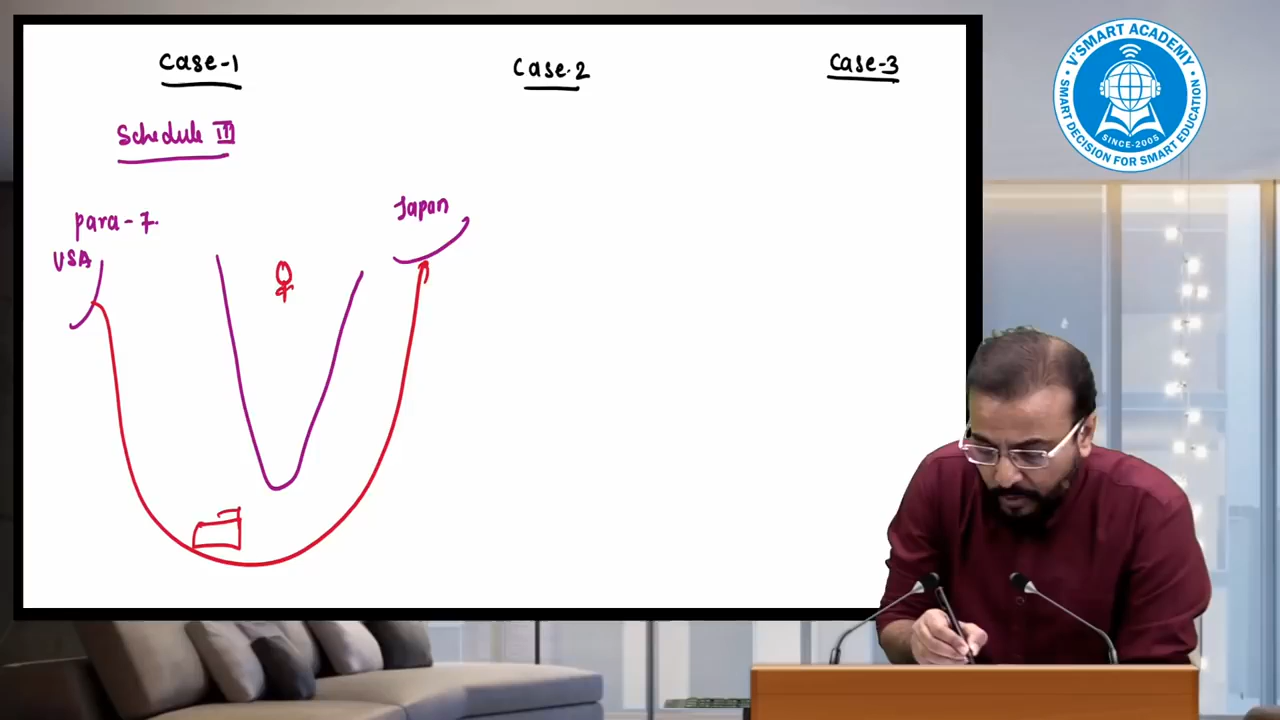 Case-1
Case-2
Case-3
Schedule III
para-7.
USA
Japan
V'SMART ACADEMY
SMART DECISION FOR SMART EDUCATION
SINCE-2005